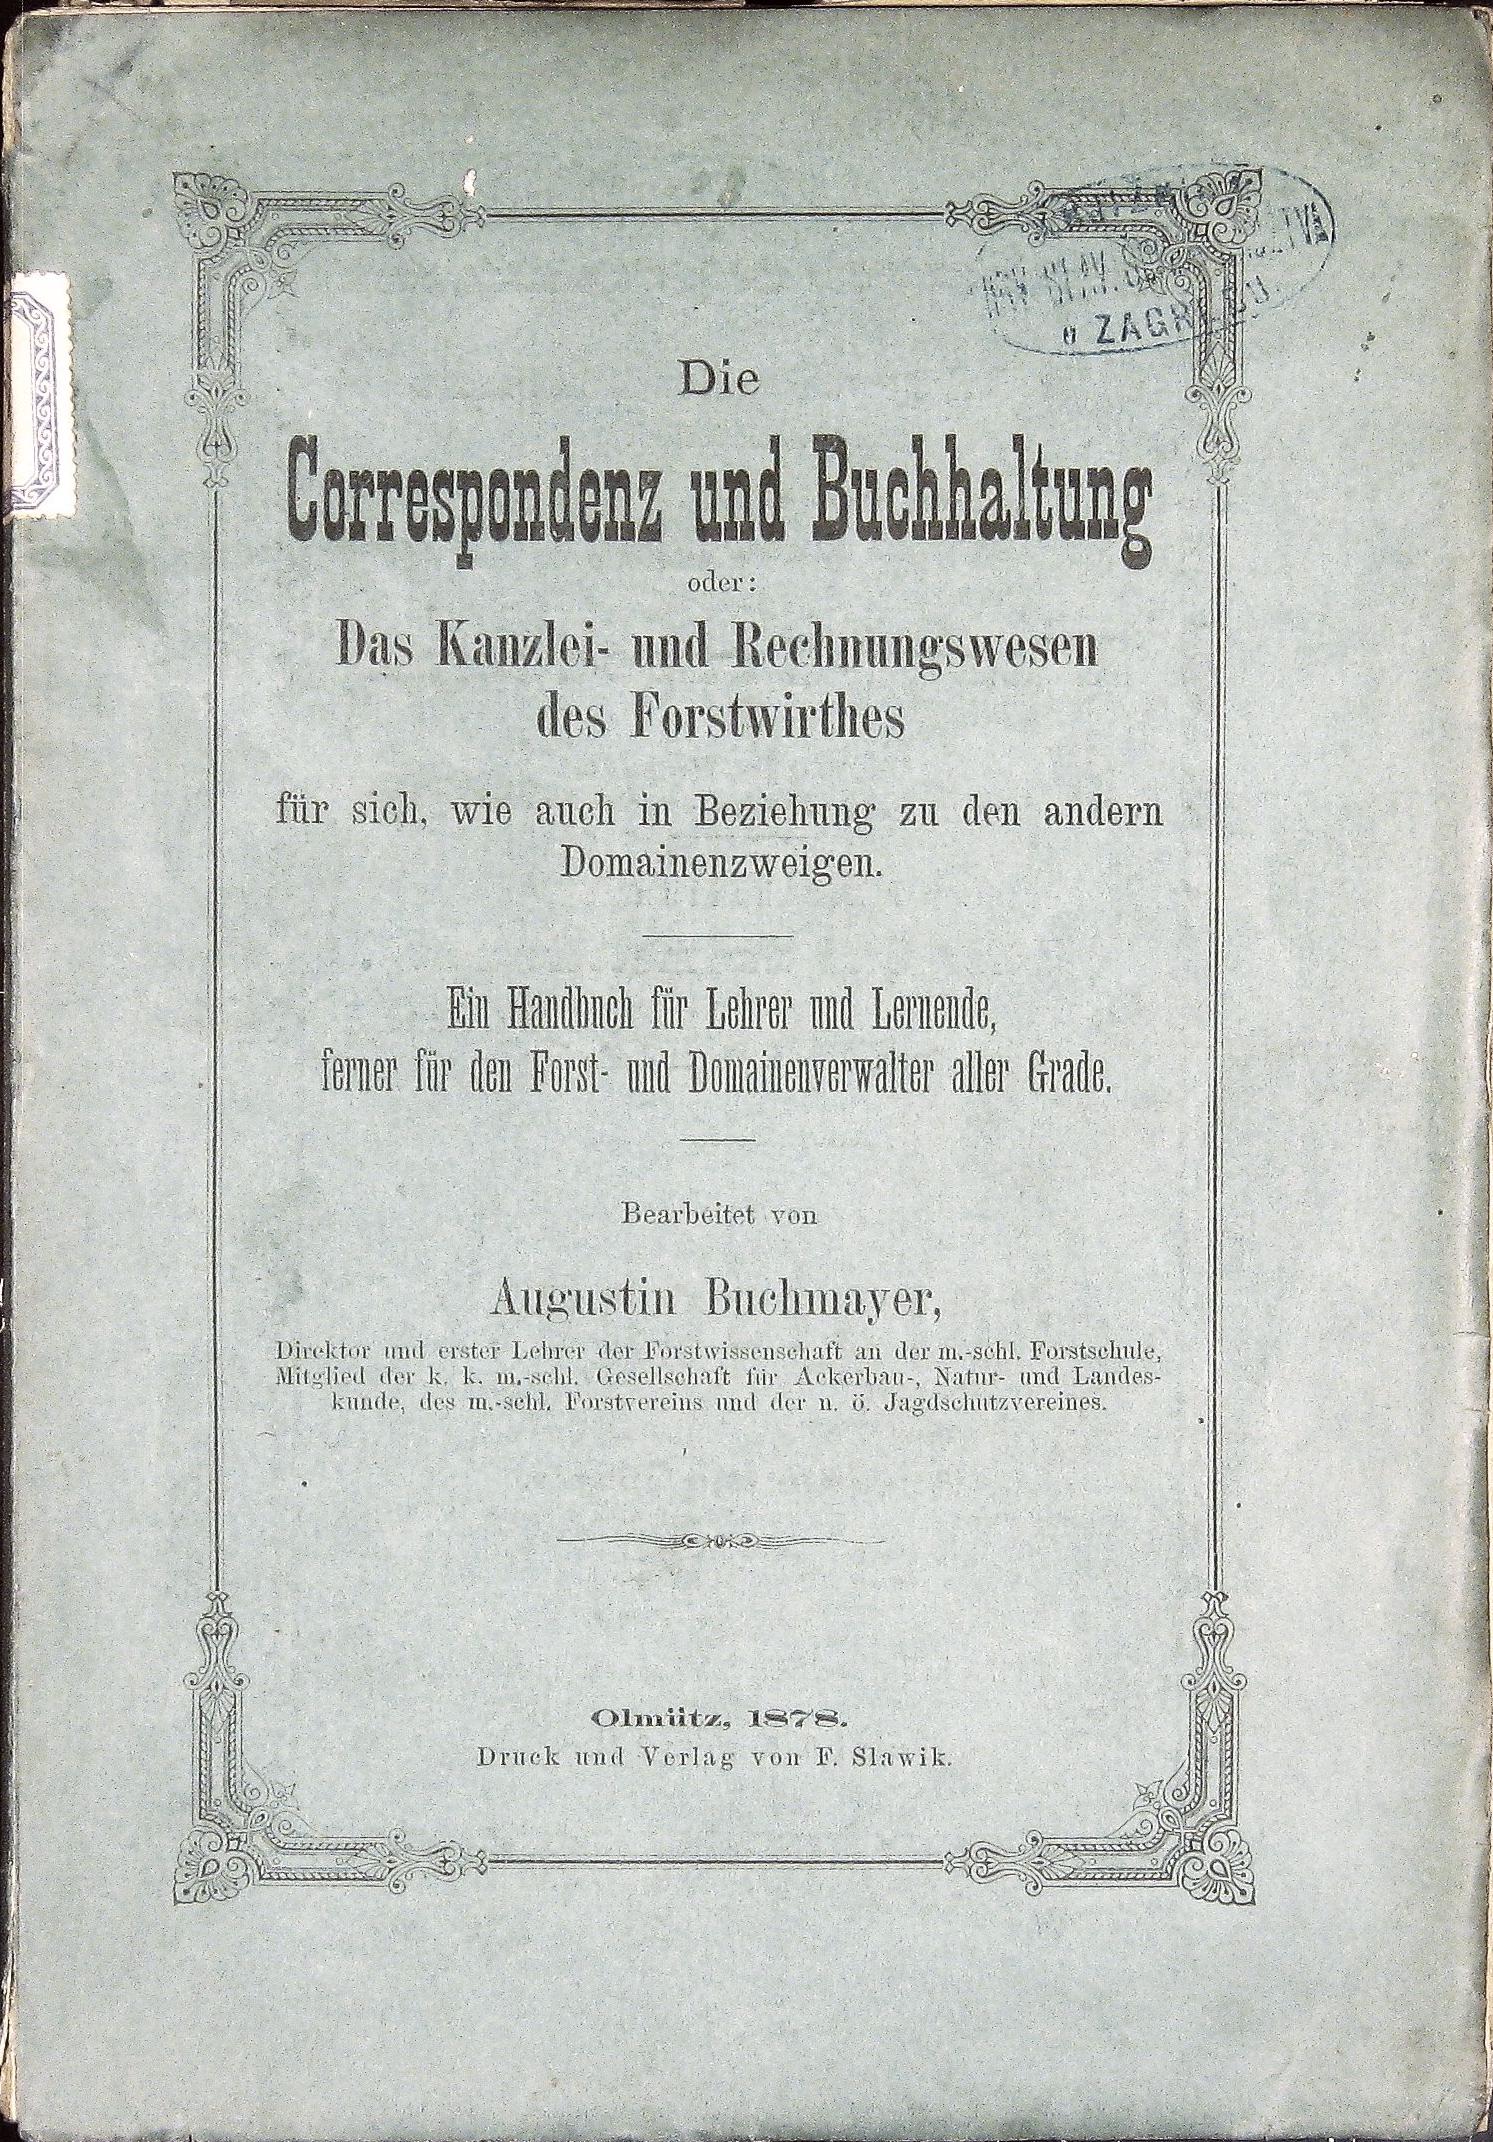 u ZAGREBU.
Die
Correspondenz und Buchhaltung
oder:
Das Kanzlei- und Rechnungswesen
des Forstwirthes
für sich, wie auch in Beziehung zu den andern
Domainenzweigen.
Ein Handbuch für Lehrer und Lernende,
ferner für den Forst- und Domainenverwalter aller Grade.
Bearbeitet von
Augustin Buchmayer,
Direktor und erster Lehrer der Forstwissenschaft an der m.-schl. Forstschule,
Mitglied der k. k. m.-schl. Gesellschaft für Ackerbau-, Natur- und Landes-
kunde, des m.-schl. Forstvereins und der n. ö. Jagdschutzvereines.
Olmütz, 1878.
Druck und Verlag von F. Slawik.